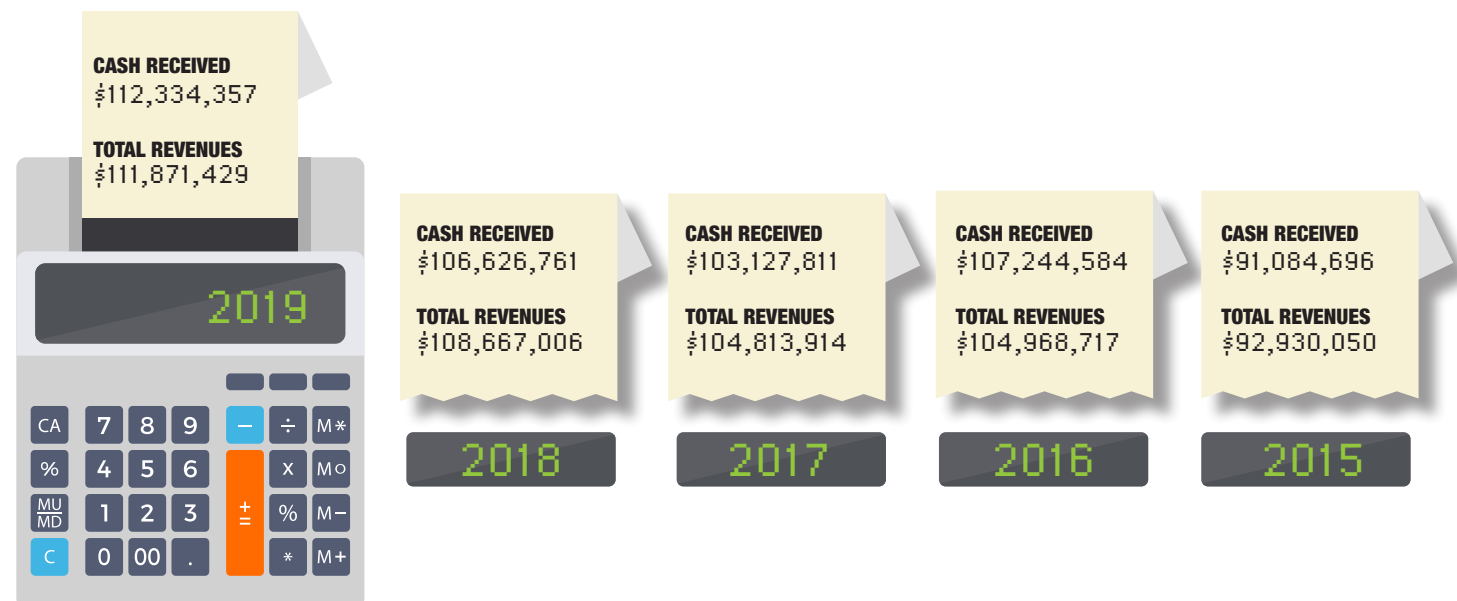 CASH RECEIVED
$112,334,357
TOTAL REVENUES
$111,871,429
2019
CA 7 8 9 − ÷ M*
% 4 5 6 x M○
MU
MD
1 2 3 ± = % M−
C 0 00 . * M+
CASH RECEIVED
$106,626,761
TOTAL REVENUES
$108,667,006
2018
CASH RECEIVED
$103,127,811
TOTAL REVENUES
$104,813,914
2017
CASH RECEIVED
$107,244,584
TOTAL REVENUES
$104,968,717
2016
CASH RECEIVED
$91,084,696
TOTAL REVENUES
$92,930,050
2015